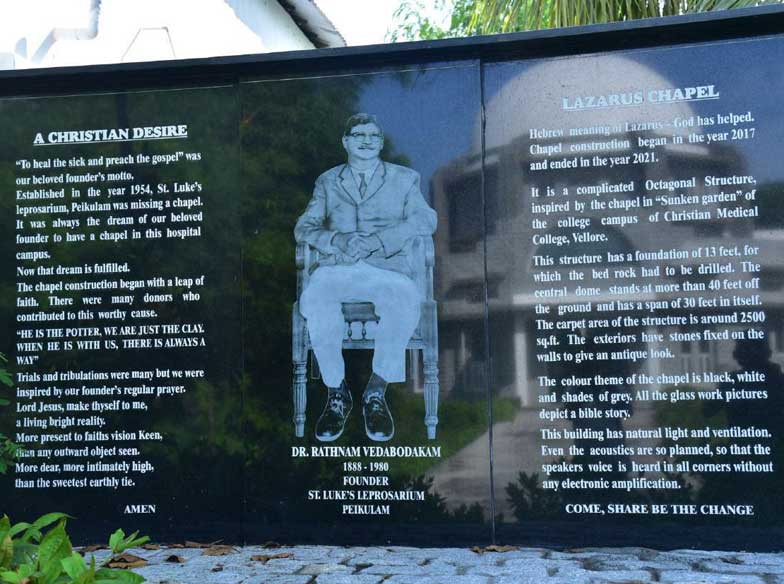 A CHRISTIAN DESIRE
“To heal the sick and preach the gospel” was
our beloved founder’s motto.
Established in the year 1954, St. Luke’s
leprosarium, Peikulam was missing a chapel.
It was always the dream of our beloved
founder to have a chapel in this hospital
campus.
Now that dream is fulfilled.
The chapel construction began with a leap of
faith. There were many donors who
contributed to this worthy cause.
“HE IS THE POTTER, WE ARE JUST THE CLAY.
WHEN HE IS WITH US, THERE IS ALWAYS A
WAY”
Trials and tribulations were many but we were
inspired by our founder’s regular prayer.
Lord Jesus, make thyself to me,
a living bright reality.
More present to faiths vision Keen,
than any outward object seen.
More dear, more intimately high,
than the sweetest earthly tie.
AMEN
DR. RATHNAM VEDABODAKAM
1888 - 1980
FOUNDER
ST. LUKE’S LEPROSARIUM
PEIKULAM
LAZARUS CHAPEL
Hebrew meaning of Lazarus - God has helped.
Chapel construction began in the year 2017
and ended in the year 2021.
It is a complicated Octagonal Structure,
inspired by the chapel in “Sunken garden” of
the college campus of Christian Medical
College, Vellore.
This structure has a foundation of 13 feet, for
which the bed rock had to be drilled. The
central dome stands at more than 40 feet off
the ground and has a span of 30 feet in itself.
The carpet area of the structure is around 2500
sq.ft. The exteriors have stones fixed on the
walls to give an antique look.
The colour theme of the chapel is black, white
and shades of grey. All the glass work pictures
depict a bible story.
This building has natural light and ventilation.
Even the acoustics are so planned, so that the
speakers voice is heard in all corners without
any electronic amplification.
COME, SHARE BE THE CHANGE